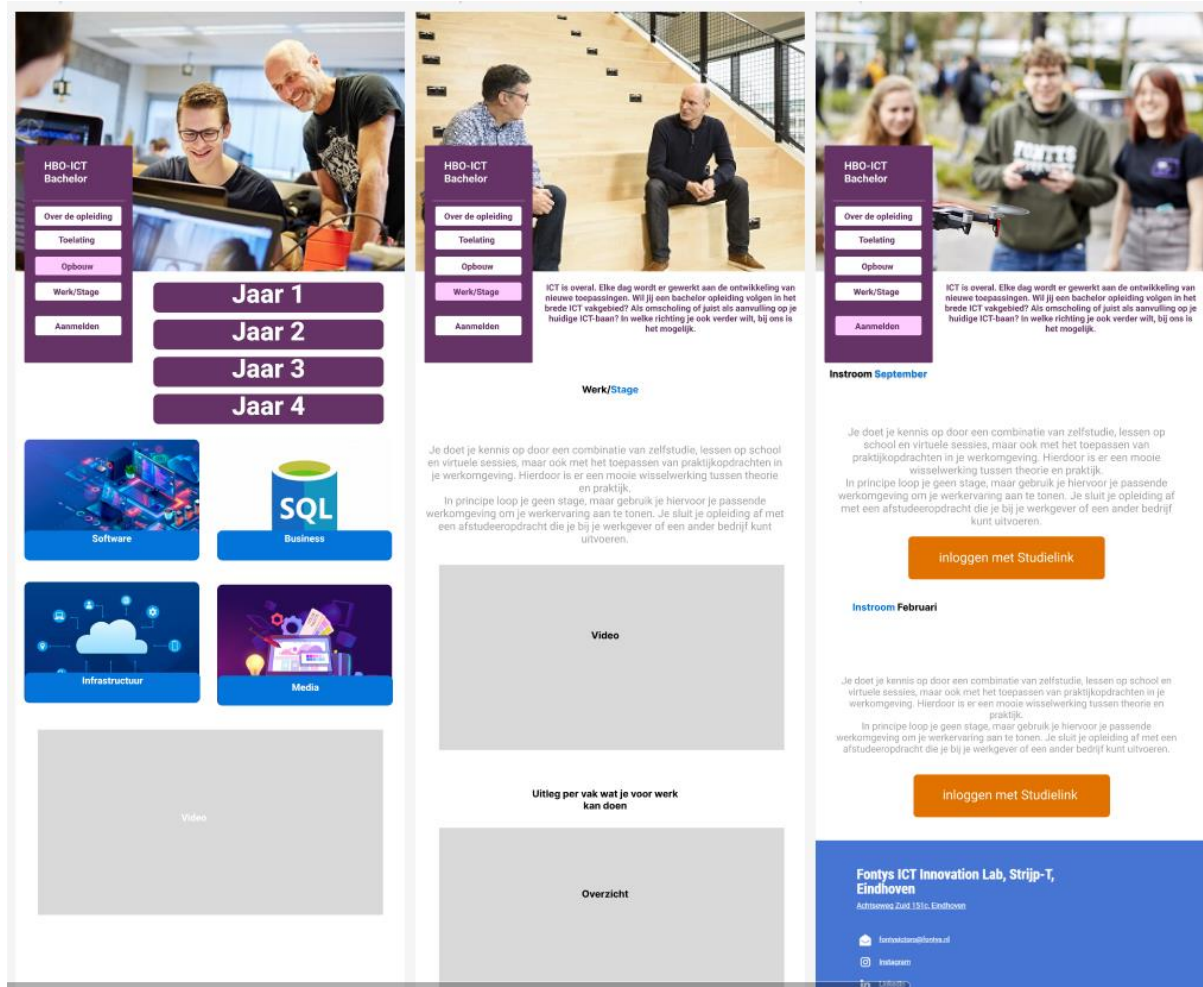 HBO-ICT
Bachelor
Over de opleiding
Toelating
Opbouw
Werk/Stage
Aanmelden
Jaar 1
Jaar 2
Jaar 3
Jaar 4
Software
SQL
Business
Infrastructuur
Media
Video
HBO-ICT
Bachelor
Over de opleiding
Toelating
Opbouw
Werk/Stage
Aanmelden
ICT is overal. Elke dag wordt er gewerkt aan de ontwikkeling van
nieuwe toepassingen. Wil jij een bachelor opleiding volgen in het
brede ICT vakgebied? Als omscholing of juist als aanvulling op je
huidige ICT-baan? In welke richting je ook verder wilt, bij ons is
het mogelijk.
Werk/Stage
Je doet je kennis op door een combinatie van zelfstudie, lessen op school
en virtuele sessies, maar ook met het toepassen van praktijkopdrachten in
je werkomgeving. Hierdoor is er een mooie wisselwerking tussen theorie
en praktijk.
In principe loop je geen stage, maar gebruik je hiervoor je passende
werkomgeving om je werkervaring aan te tonen. Je sluit je opleiding af met
een afstudeeropdracht die je bij je werkgever of een ander bedrijf kunt
uitvoeren.
Video
Uitleg per vak wat je voor werk
kan doen
Overzicht
FONTYS
HBO-ICT
Bachelor
Over de opleiding
Toelating
Opbouw
Werk/Stage
Aanmelden
ICT is overal. Elke dag wordt er gewerkt aan de ontwikkeling van
nieuwe toepassingen. Wil jij een bachelor opleiding volgen in het
brede ICT vakgebied? Als omscholing of juist als aanvulling op je
huidige ICT-baan? In welke richting je ook verder wilt, bij ons is
het mogelijk.
Instroom September
Je doet je kennis op door een combinatie van zelfstudie, lessen op
school en virtuele sessies, maar ook met het toepassen van
praktijkopdrachten in je werkomgeving. Hierdoor is er een mooie
wisselwerking tussen theorie en praktijk.
In principe loop je geen stage, maar gebruik je hiervoor je passende
werkomgeving om je werkervaring aan te tonen. Je sluit je opleiding af
met een afstudeeropdracht die je bij je werkgever of een ander bedrijf
kunt uitvoeren.
inloggen met Studielink
Instroom Februari
Je doet je kennis op door een combinatie van zelfstudie, lessen op school en
virtuele sessies, maar ook met het toepassen van praktijkopdrachten in je
werkomgeving. Hierdoor is er een mooie wisselwerking tussen theorie en
praktijk.
In principe loop je geen stage, maar gebruik je hiervoor je passende
werkomgeving om je werkervaring aan te tonen. Je sluit je opleiding af met een
afstudeeropdracht die je bij je werkgever of een ander bedrijf kunt uitvoeren.
inloggen met Studielink
Fontys ICT Innovation Lab, Strijp-T,
Eindhoven
Achtseweg Zuid 151c, Eindhoven
Instagram
LinkedIn